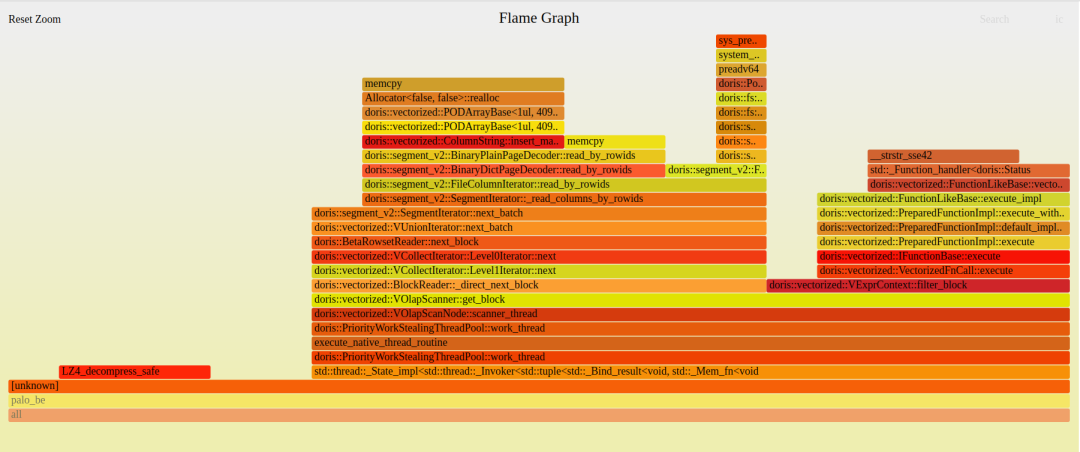 Flame Graph
Reset Zoom
Search
ic
sys_pre..
system_..
preadv64
memcpy
doris::Po..
Allocator<false, false>::realloc
doris::fs:..
doris::vectorized::PODArrayBase<1ul, 409..
doris::fs:..
doris::vectorized::PODArrayBase<1ul, 409..
doris::s..
doris::vectorized::ColumnString::insert_ma..
memcpy
doris::s..
doris::segment_v2::BinaryPlainPageDecoder::read_by_rowids
doris::s..
__strstr_sse42
doris::segment_v2::BinaryDictPageDecoder::read_by_rowids
doris::segment_v2::F..
std::_Function_handler<doris::Status
doris::segment_v2::FileColumnIterator::read_by_rowids
doris::vectorized::FunctionLikeBase::vecto..
doris::segment_v2::SegmentIterator::_read_columns_by_rowids
doris::vectorized::FunctionLikeBase::execute_impl
doris::segment_v2::SegmentIterator::next_batch
doris::vectorized::PreparedFunctionImpl::execute_with..
doris::vectorized::VUnionIterator::next_batch
doris::vectorized::PreparedFunctionImpl::default_impl..
doris::BetaRowsetReader::next_block
doris::vectorized::PreparedFunctionImpl::execute
doris::vectorized::VCollectIterator::Level0Iterator::next
doris::vectorized::IFunctionBase::execute
doris::vectorized::VCollectIterator::Level1Iterator::next
doris::vectorized::VectorizedFnCall::execute
doris::vectorized::BlockReader::_direct_next_block
doris::vectorized::VExprContext::filter_block
doris::vectorized::VOlapScanner::get_block
doris::vectorized::VOlapScanNode::scanner_thread
doris::PriorityWorkStealingThreadPool::work_thread
execute_native_thread_routine
doris::PriorityWorkStealingThreadPool::work_thread
LZ4_decompress_safe
std::thread::_State_impl<std::thread::_Invoker<std::tuple<std::_Bind_result<void, std::_Mem_fn<void
[unknown]
palo_be
all